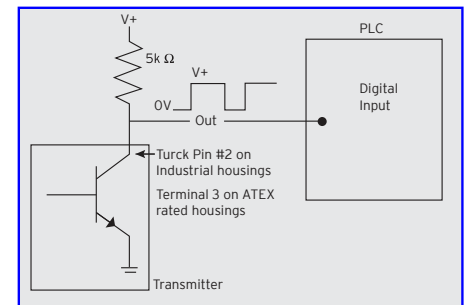 V+
PLC
5k Ω
V+
Digital
Input
0V
Out
Turck Pin #2 on
Industrial housings
Terminal 3 on ATEX
rated housings
Transmitter